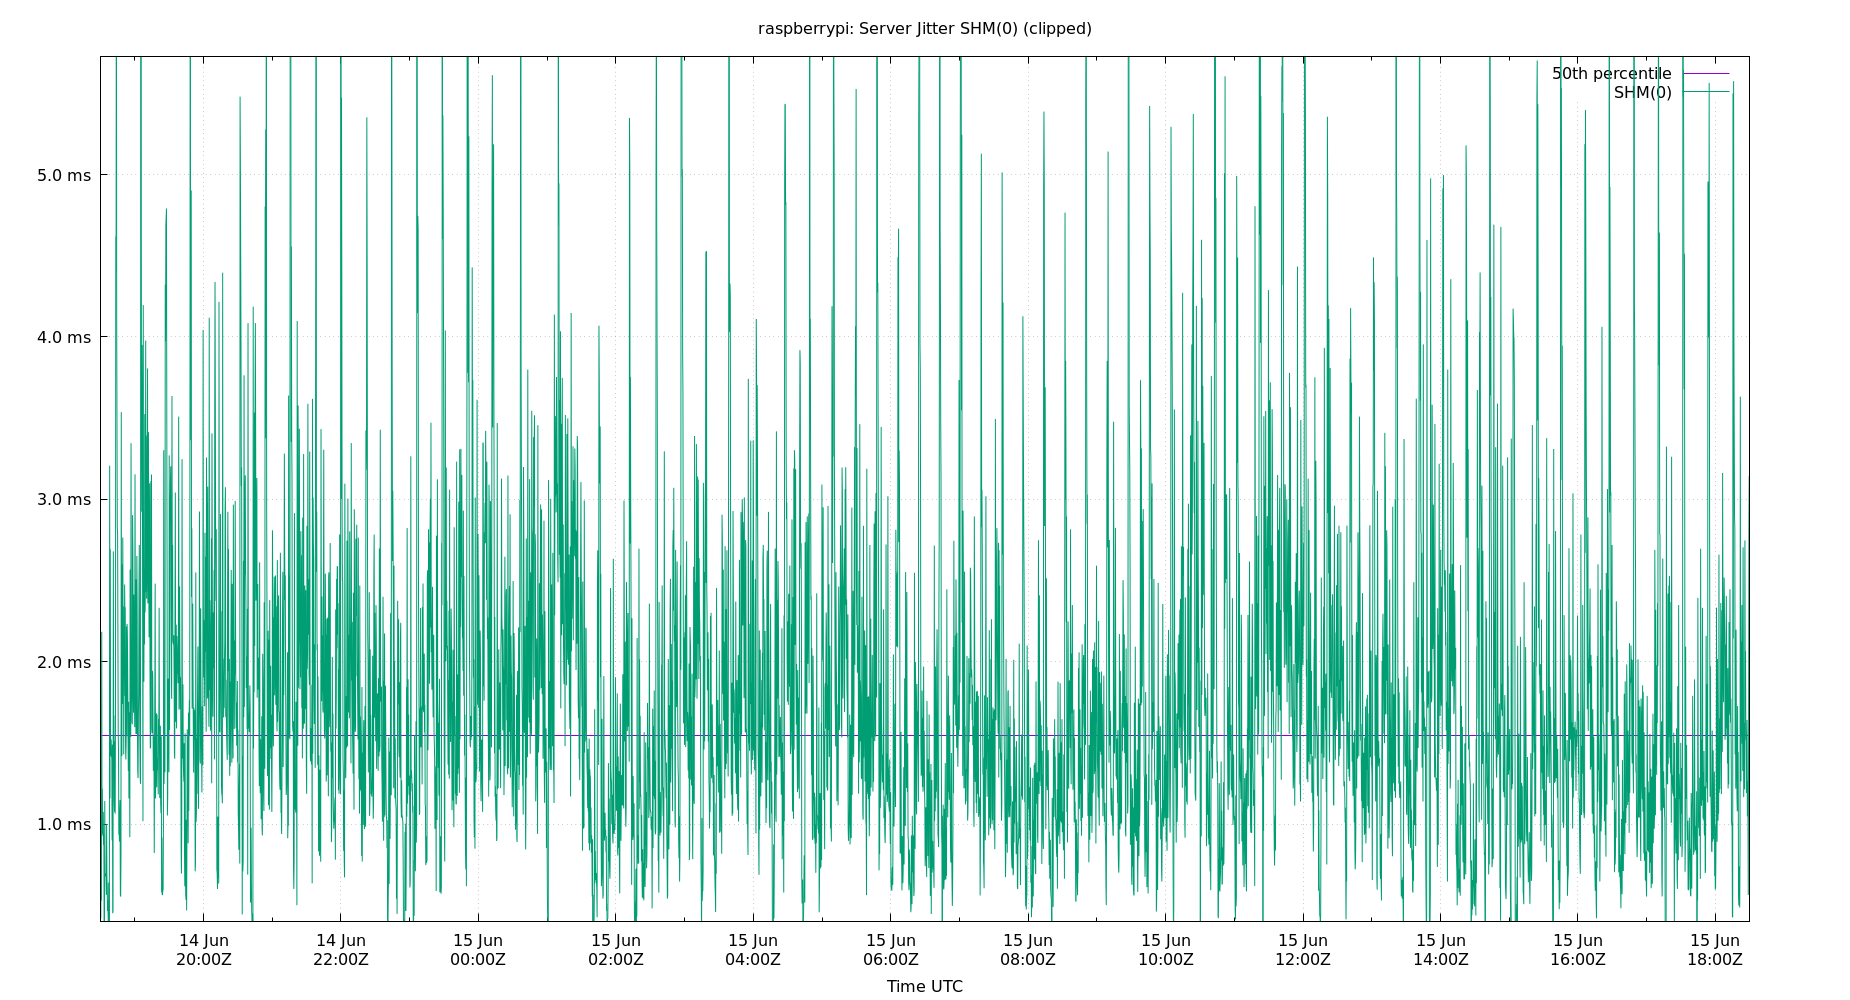 raspberrypi: Server Jitter SHM(0) (clipped)
50th percentile
SHM(0)
5.0 ms
4.0 ms
3.0 ms
2.0 ms
1.0 ms
14 Jun 14 Jun 15 Jun 15 Jun 15 Jun 15 Jun 15 Jun 15 Jun 15 Jun 15 Jun 15 Jun 15 Jun
20:00Z 22:00Z 00:00Z 02:00Z 04:00Z 06:00Z 08:00Z 10:00Z 12:00Z 14:00Z 16:00Z 18:00Z
Time UTC